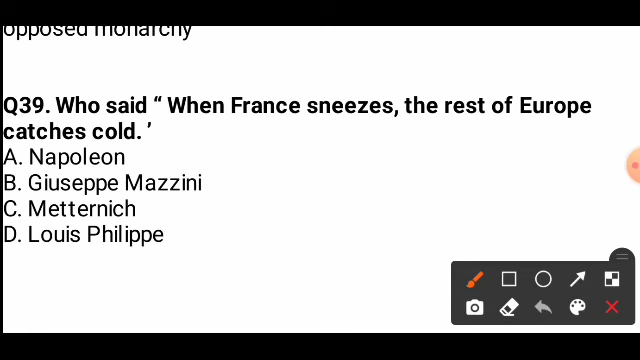 opposed monarchy
Q39. Who said “ When France sneezes, the rest of Europe
catches cold. ’
A. Napoleon
B. Giuseppe Mazzini
C. Metternich
D. Louis Philippe